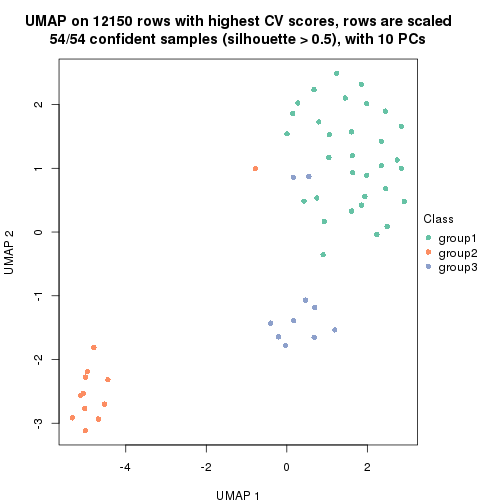 UMAP on 12150 rows with highest CV scores, rows are scaled
54/54 confident samples (silhouette > 0.5), with 10 PCs
UMAP 2
2
1
0
-1
-2
-3
-4
-2
0
2
UMAP 1
Class
group1
group2
group3